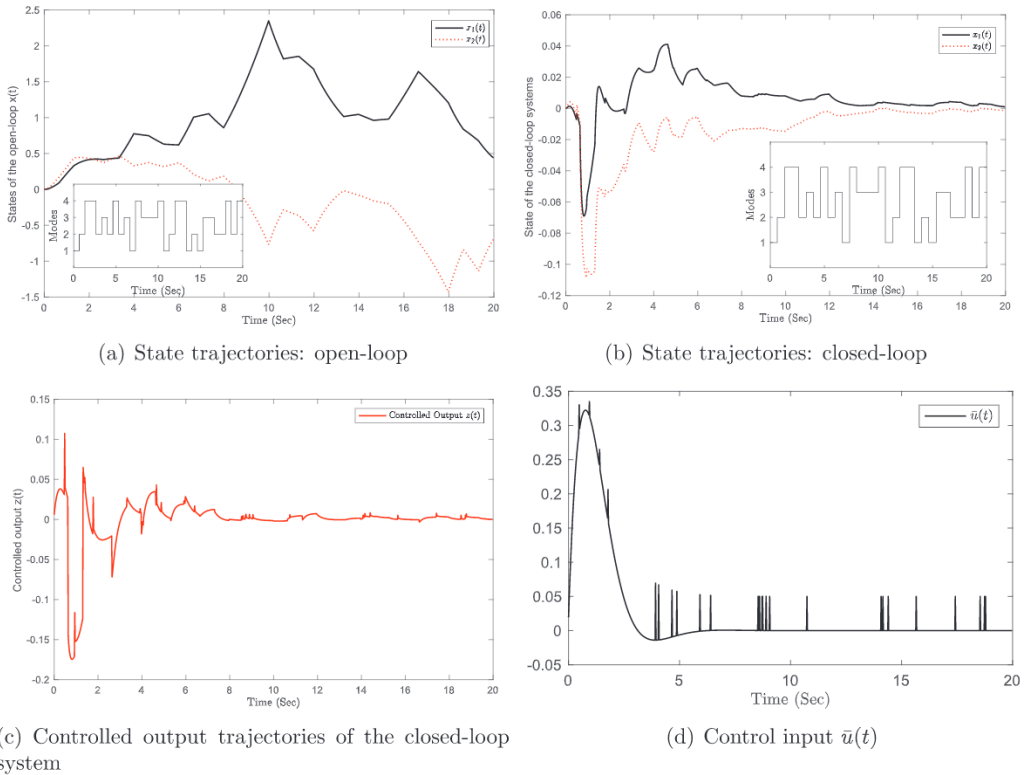 2.5
2
1.5
1
0.5
0
-0.5
-1
-1.5
States of the open-loop x(t)
x₁(t)
x₂(t)
4
3
2
1
Modes
0 5 10 15 20
Time (Sec)
0 2 4 6 8 10 12 14 16 18 20
Time (Sec)
(a) State trajectories: open-loop
0.06
0.04
0.02
0
-0.02
-0.04
-0.06
-0.08
-0.1
-0.12
State of the closed-loop systems
x₁(t)
x₂(t)
4
3
2
1
Modes
0 5 10 15 20
Time (Sec)
0 2 4 6 8 10 12 14 16 18 20
Time (Sec)
(b) State trajectories: closed-loop
0.15
0.1
0.05
0
-0.05
-0.1
-0.15
-0.2
Controlled output z(t)
Controlled Output z(t)
0 2 4 6 8 10 12 14 16 18 20
Time (Sec)
(c) Controlled output trajectories of the closed-loop
system
0.35
0.3
0.25
0.2
0.15
0.1
0.05
0
-0.05
ū(t)
0 5 10 15 20
Time (Sec)
(d) Control input ū(t)